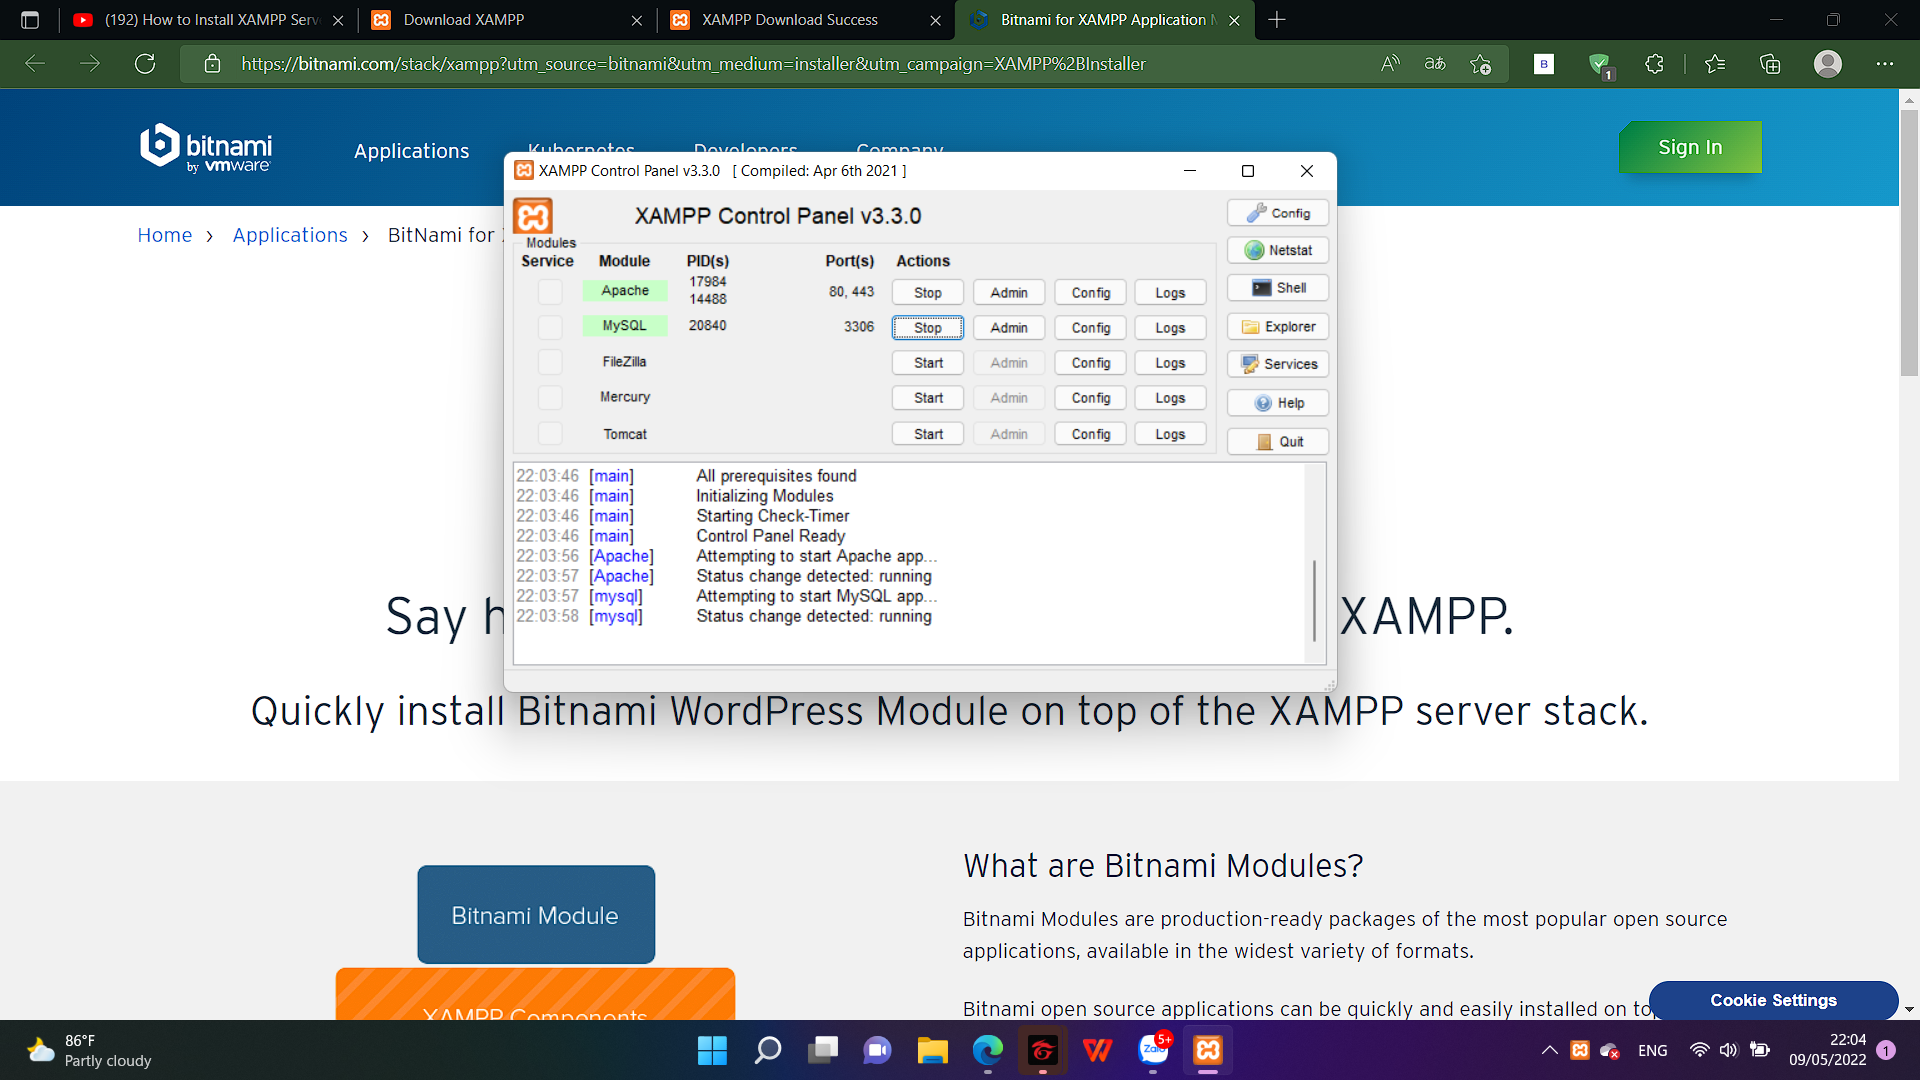 (192) How to Install XAMPP Serv
Download XAMPP
XAMPP Download Success
Bitnami for XAMPP Application M
https://bitnami.com/stack/xampp?utm_source=bitnami&utm_medium=installer&utm_campaign=XAMPP%2BInstaller
B
1
bitnami
by vmware
Applications
Kubernetes
Developers
Company
Sign In
Home > Applications > BitNami for
XAMPP Control Panel v3.3.0 [ Compiled: Apr 6th 2021 ]
XAMPP Control Panel v3.3.0
Config
Modules
Service Module PID(s) Port(s) Actions
Netstat
Apache 17984 14488 80, 443 Stop Admin Config Logs
Shell
MySQL 20840 3306 Stop Admin Config Logs
Explorer
FileZilla Start Admin Config Logs
Services
Mercury Start Admin Config Logs
Help
Tomcat Start Admin Config Logs
Quit
22:03:46 [main] All prerequisites found
22:03:46 [main] Initializing Modules
22:03:46 [main] Starting Check-Timer
22:03:46 [main] Control Panel Ready
22:03:56 [Apache] Attempting to start Apache app...
22:03:57 [Apache] Status change detected: running
22:03:57 [mysql] Attempting to start MySQL app...
22:03:58 [mysql] Status change detected: running
Say h XAMPP.
Quickly install Bitnami WordPress Module on top of the XAMPP server stack.
Bitnami Module
XAMPP Components
What are Bitnami Modules?
Bitnami Modules are production-ready packages of the most popular open source
applications, available in the widest variety of formats.
Bitnami open source applications can be quickly and easily installed on to
Cookie Settings
86°F
Partly cloudy
Zalo
5+
ENG
22:04
09/05/2022
1